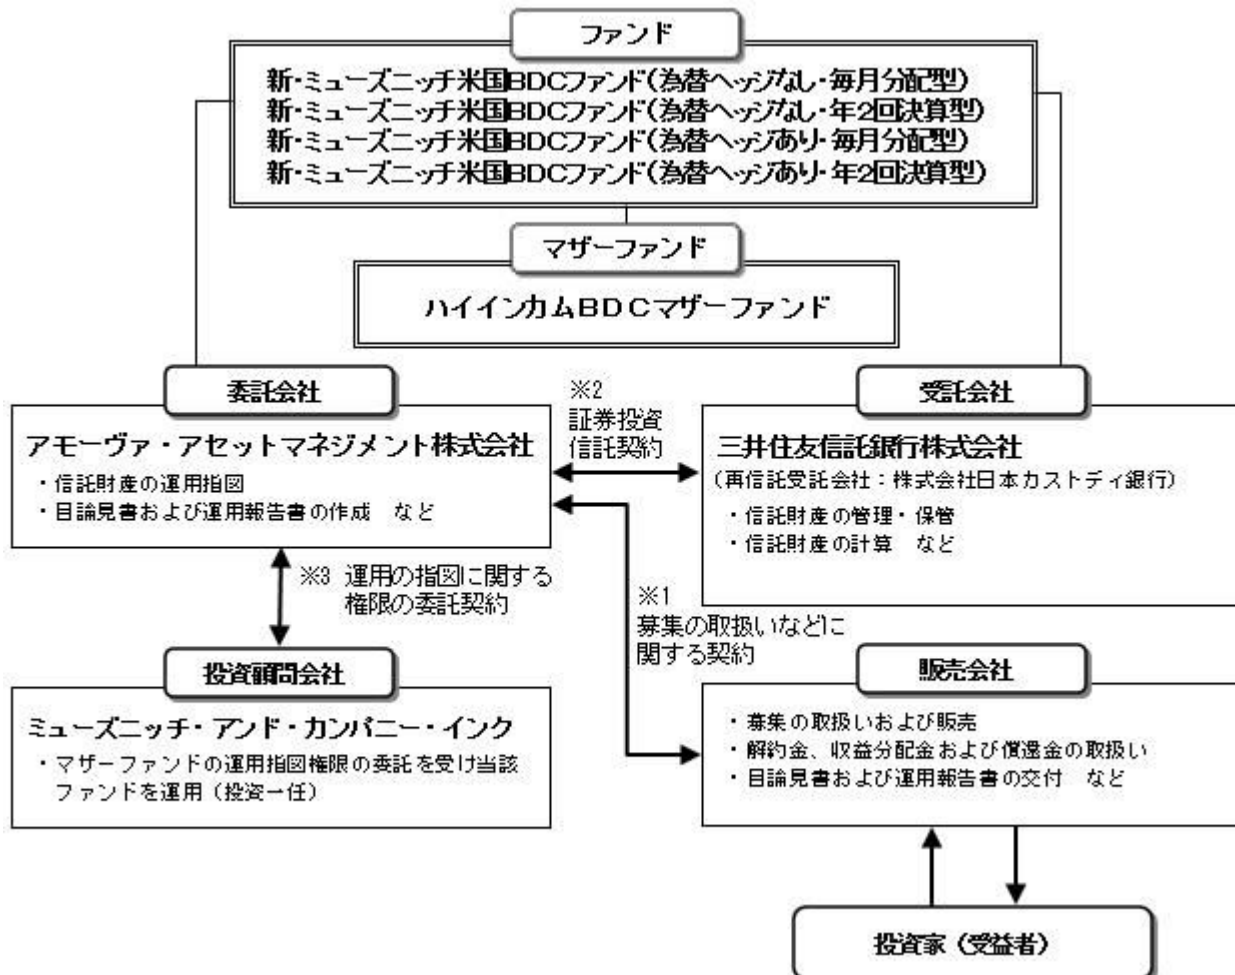 ファンド
新・ミューズニッチ米国BDCファンド(為替ヘッジなし・毎月分配型)
新・ミューズニッチ米国BDCファンド(為替ヘッジなし・年2回決算型)
新・ミューズニッチ米国BDCファンド(為替ヘッジあり・毎月分配型)
新・ミューズニッチ米国BDCファンド(為替ヘッジあり・年2回決算型)
マザーファンド
ハイインカムBDCマザーファンド
委託会社
アモーヴァ・アセットマネジメント株式会社
・信託財産の運用指図
・目論見書および運用報告書の作成 など
※2
証券投資
信託契約
受託会社
三井住友信託銀行株式会社
(再信託受託会社:株式会社日本カストディ銀行)
・信託財産の管理・保管
・信託財産の計算 など
※3 運用の指図に関する
権限の委託契約
※1
募集の取扱いなどに
関する契約
投資顧問会社
ミューズニッチ・アンド・カンパニー・インク
・マザーファンドの運用指図権限の委託を受け当該
ファンドを運用(投資一任)
販売会社
・募集の取扱いおよび販売
・解約金、収益分配金および償還金の取扱い
・目論見書および運用報告書の交付 など
投資家(受益者)